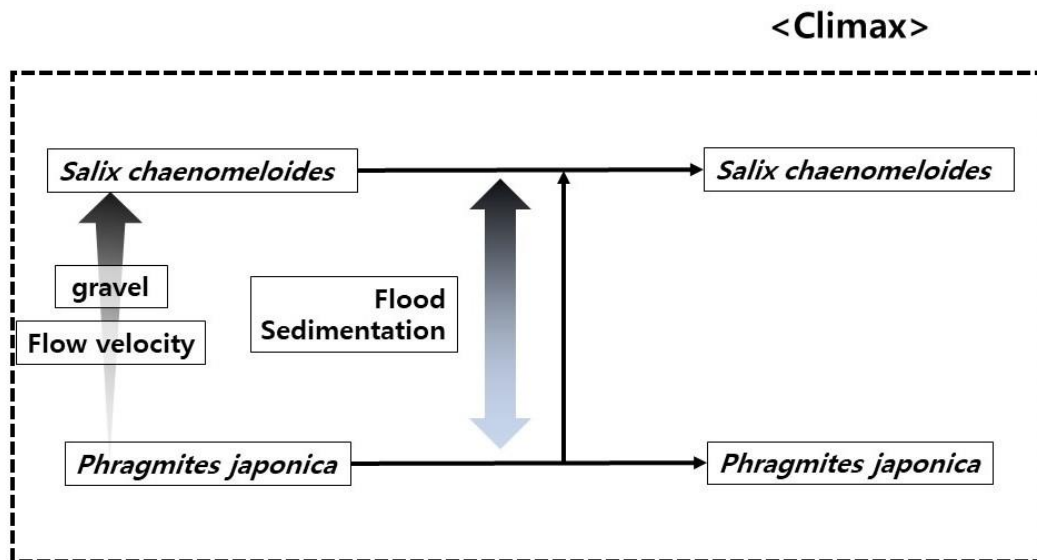 <Climax>
Salix chaenomeloides
Salix chaenomeloides
gravel
Flow velocity
Flood
Sedimentation
Phragmites japonica
Phragmites japonica